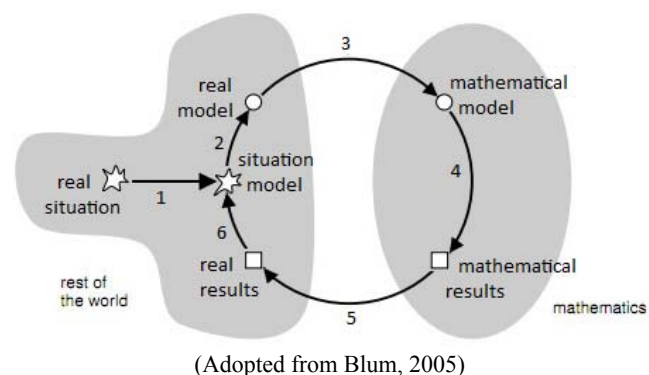 3
real
model
mathematical
model
2
situation
model
4
real
situation
1
6
real
results
mathematical
results
rest of
the world
5
mathematics
(Adopted from Blum, 2005)